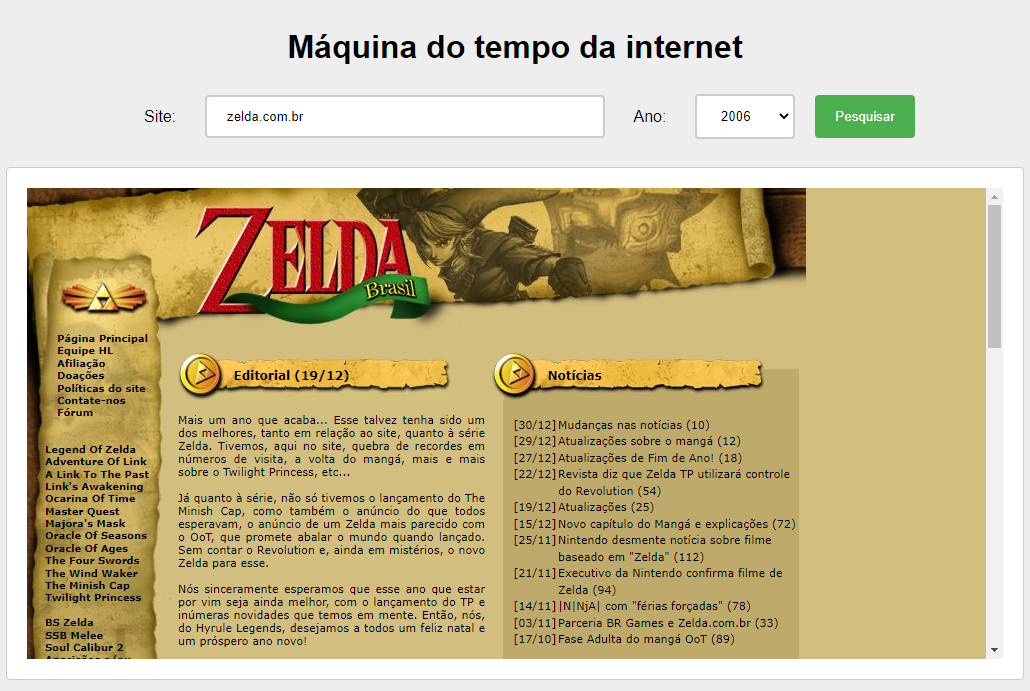 Máquina do tempo da internet
Site:
zelda.com.br
Ano:
2006
Pesquisar
ZELDA
Brasil
Página Principal
Equipe HL
Afiliação
Doações
Políticas do site
Contate-nos
Fórum
Legend Of Zelda
Adventure Of Link
A Link To The Past
Link's Awakening
Ocarina Of Time
Master Quest
Majora's Mask
Oracle Of Seasons
Oracle Of Ages
The Four Swords
The Wind Waker
The Minish Cap
Twilight Princess
BS Zelda
SSB Melee
Soul Calibur 2
Editorial (19/12)
Mais um ano que acaba... Esse talvez tenha sido um
dos melhores, tanto em relação ao site, quanto à série
Zelda. Tivemos, aqui no site, quebra de recordes em
números de visita, a volta do mangá, mais e mais
sobre o Twilight Princess, etc...
Já quanto à série, não só tivemos o lançamento do The
Minish Cap, como também o anúncio do que todos
esperavam, o anúncio de um Zelda mais parecido com
o OoT, que promete abalar o mundo quando lançado.
Sem contar o Revolution e, ainda em mistérios, o novo
Zelda para esse.
Nós sinceramente esperamos que esse ano que estar
por vim seja ainda melhor, com o lançamento do TP e
inúmeras novidades que temos em mente. Então, nós,
do Hyrule Legends, desejamos a todos um feliz natal e
um próspero ano novo!
Notícias
[30/12] Mudanças nas notícias (10)
[29/12] Atualizações sobre o mangá (12)
[27/12] Atualizações de Fim de Ano! (18)
[22/12] Revista diz que Zelda TP utilizará controle
do Revolution (54)
[19/12] Atualizações (25)
[15/12] Novo capítulo do Mangá e explicações (72)
[25/11] Nintendo desmente notícia sobre filme
baseado em "Zelda" (112)
[21/11] Executivo da Nintendo confirma filme de
Zelda (94)
[14/11] |N|NjA| com "férias forçadas" (78)
[03/11] Parceria BR Games e Zelda.com.br (33)
[17/10] Fase Adulta do mangá OoT (89)